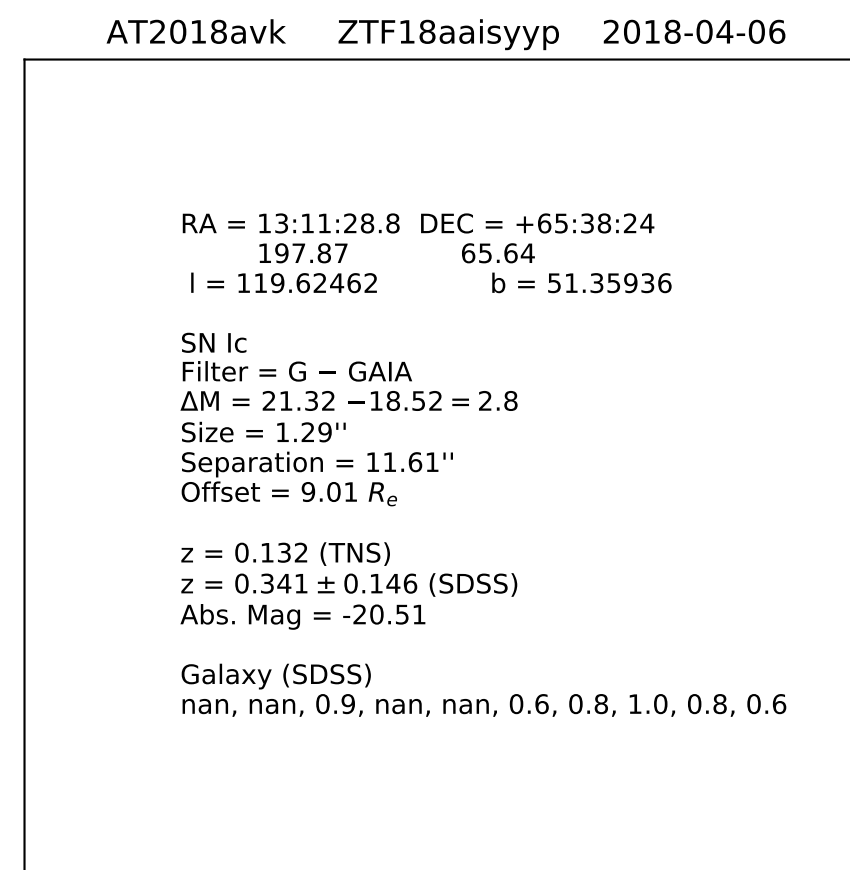 AT2018avk ZTF18aaisyyp 2018-04-06
RA = 13:11:28.8 DEC = +65:38:24
197.87 65.64
l = 119.62462 b = 51.35936
SN Ic
Filter = G − GAIA
ΔM = 21.32 −18.52 = 2.8
Size = 1.29''
Separation = 11.61''
Offset = 9.01 Re
z = 0.132 (TNS)
z = 0.341 ± 0.146 (SDSS)
Abs. Mag = -20.51
Galaxy (SDSS)
nan, nan, 0.9, nan, nan, 0.6, 0.8, 1.0, 0.8, 0.6